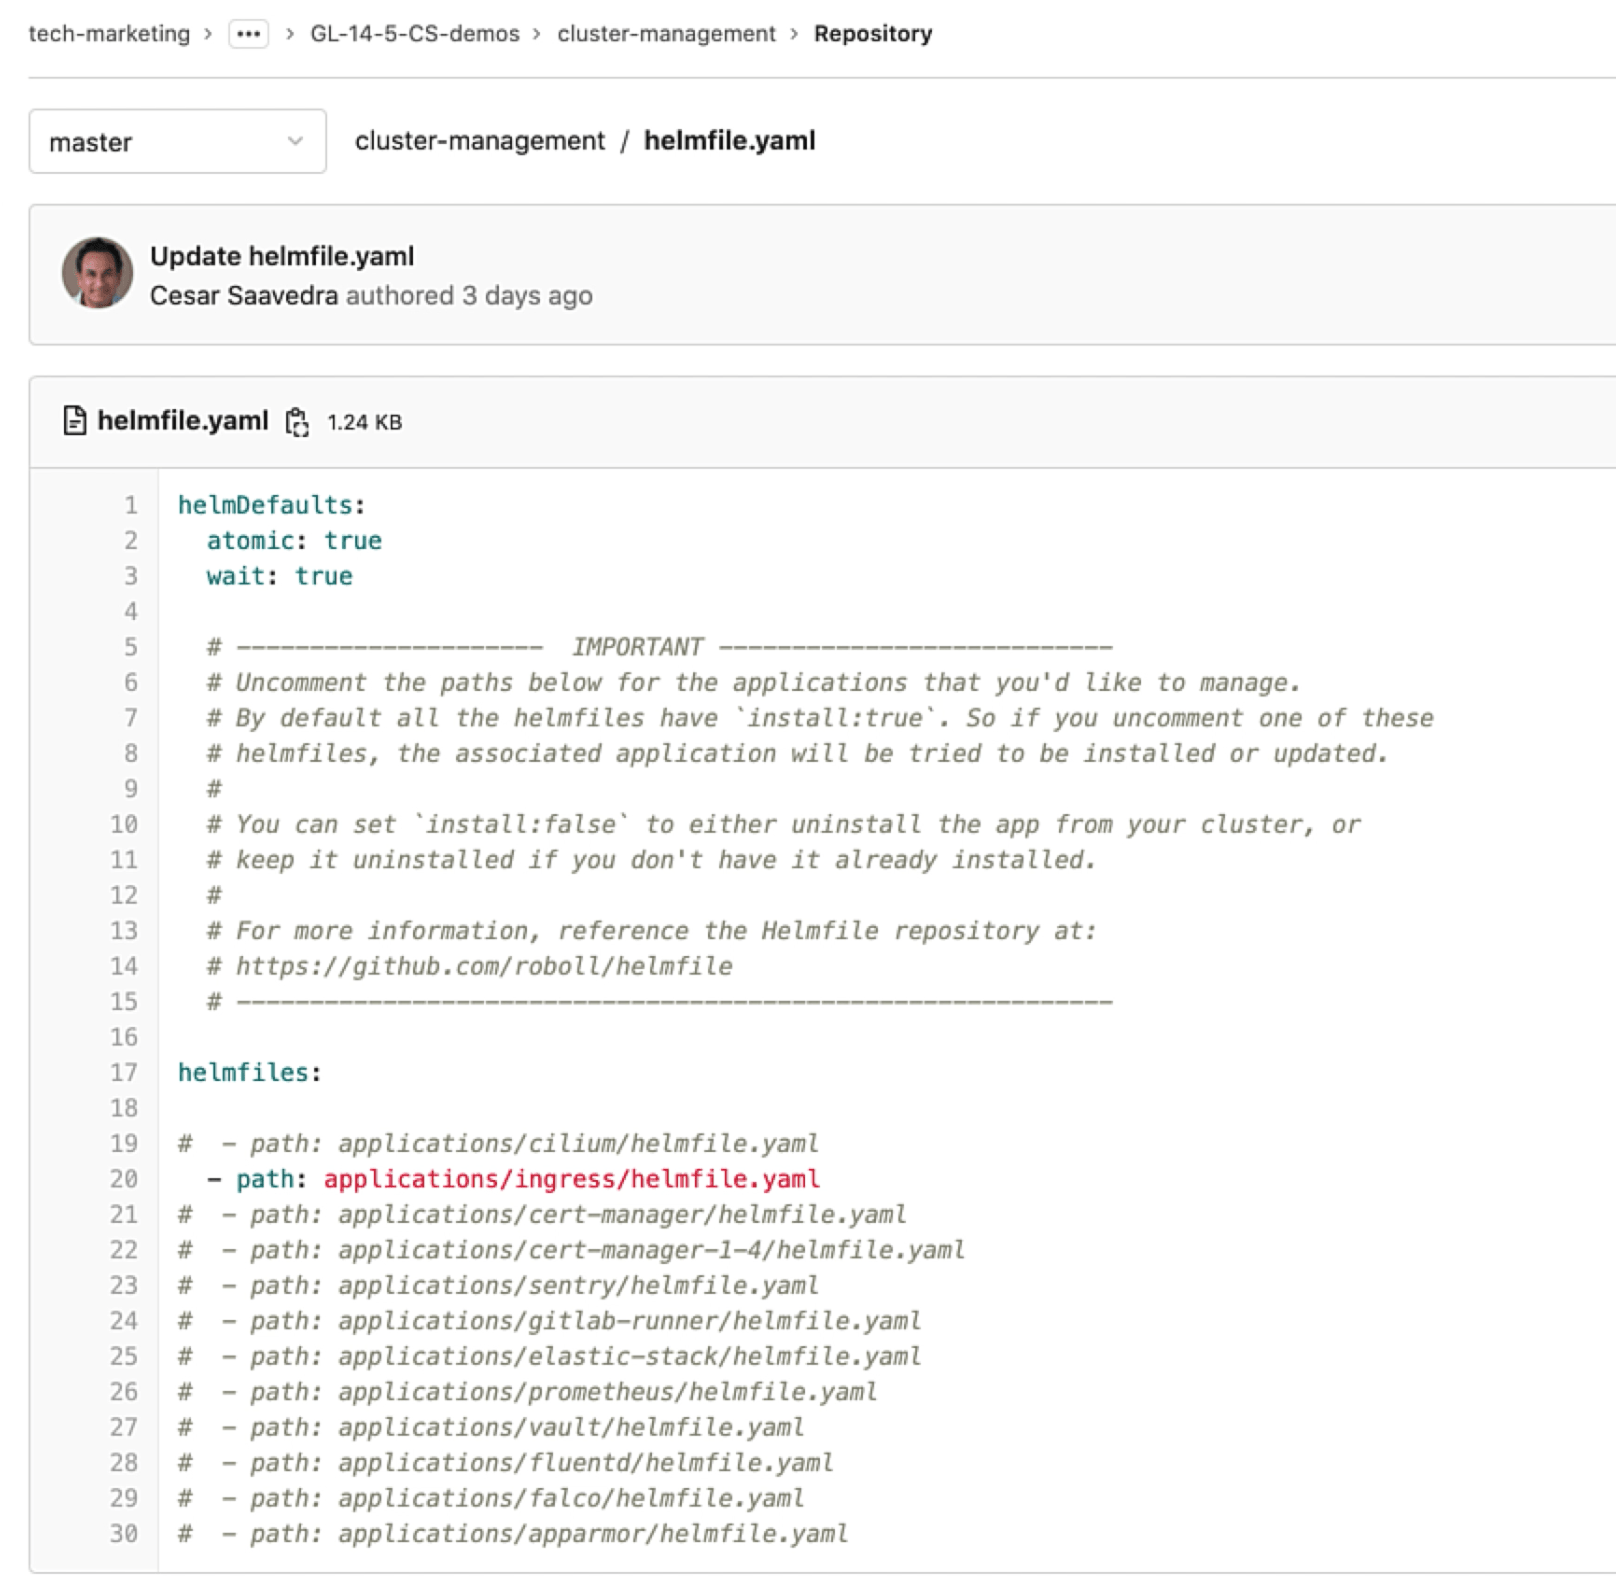 tech-marketing > ••• > GL-14-5-CS-demos > cluster-management > Repository
master cluster-management / helmfile.yaml
Update helmfile.yaml
Cesar Saavedra authored 3 days ago
helmfile.yaml 1.24 KB
1 helmDefaults:
2   atomic: true
3   wait: true
4
5   # --------------------- IMPORTANT ---------------------------
6   # Uncomment the paths below for the applications that you'd like to manage.
7   # By default all the helmfiles have `install:true`. So if you uncomment one of these
8   # helmfiles, the associated application will be tried to be installed or updated.
9   #
10   # You can set `install:false` to either uninstall the app from your cluster, or
11   # keep it uninstalled if you don't have it already installed.
12   #
13   # For more information, reference the Helmfile repository at:
14   # https://github.com/roboll/helmfile
15   # ------------------------------------------------------------
16
17 helmfiles:
18
19 #  - path: applications/cilium/helmfile.yaml
20   - path: applications/ingress/helmfile.yaml
21 #  - path: applications/cert-manager/helmfile.yaml
22 #  - path: applications/cert-manager-1-4/helmfile.yaml
23 #  - path: applications/sentry/helmfile.yaml
24 #  - path: applications/gitlab-runner/helmfile.yaml
25 #  - path: applications/elastic-stack/helmfile.yaml
26 #  - path: applications/prometheus/helmfile.yaml
27 #  - path: applications/vault/helmfile.yaml
28 #  - path: applications/fluentd/helmfile.yaml
29 #  - path: applications/falco/helmfile.yaml
30 #  - path: applications/apparmor/helmfile.yaml